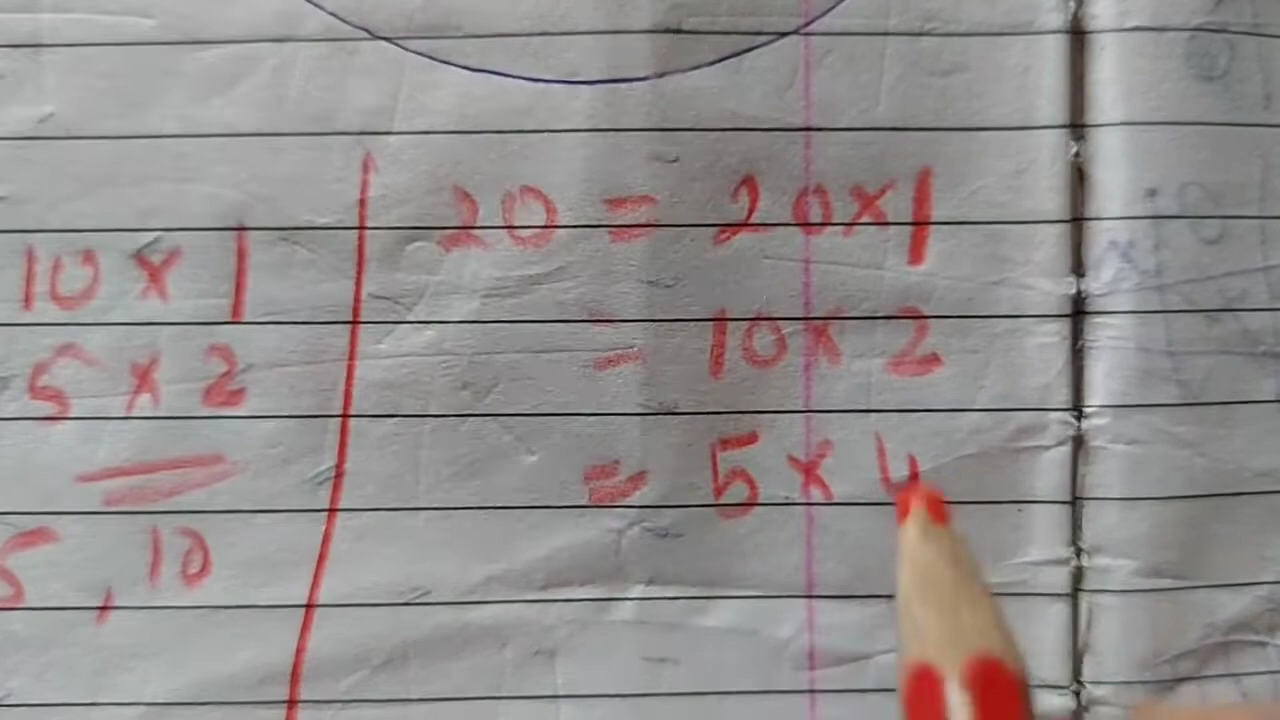 10 x 1
5 x 2
5, 10
20 = 20 x 1
= 10 x 2
= 5 x 4